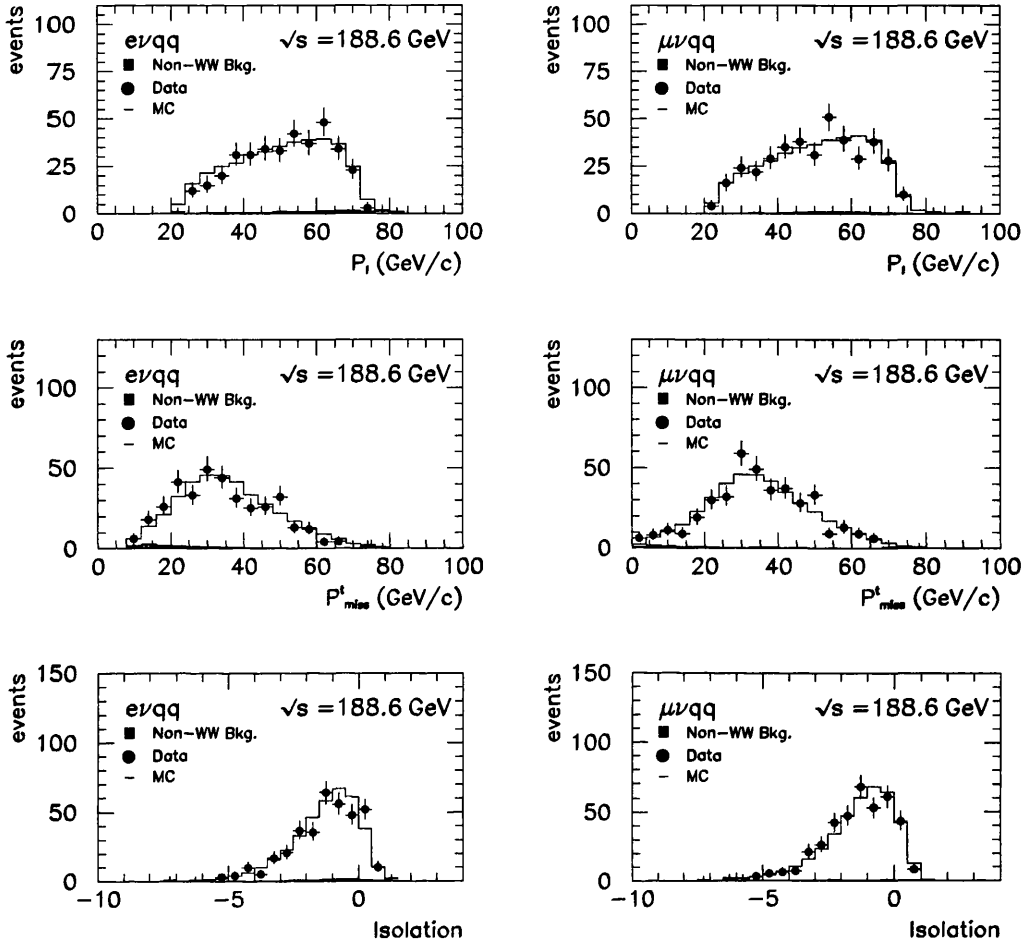 events
100
75
50
25
0
eνqq √s = 188.6 GeV
Non-WW Bkg.
Data
MC
0 20 40 60 80 100
P_l (GeV/c)
events
100
75
50
25
0
μνqq √s = 188.6 GeV
Non-WW Bkg.
Data
MC
0 20 40 60 80 100
P_l (GeV/c)
events
100
50
0
eνqq √s = 188.6 GeV
Non-WW Bkg.
Data
MC
0 20 40 60 80 100
P^t_miss (GeV/c)
events
100
50
0
μνqq √s = 188.6 GeV
Non-WW Bkg.
Data
MC
0 20 40 60 80 100
P^t_miss (GeV/c)
events
150
100
50
0
eνqq √s = 188.6 GeV
Non-WW Bkg.
Data
MC
-10 -5 0
Isolation
events
150
100
50
0
μνqq √s = 188.6 GeV
Non-WW Bkg.
Data
MC
-10 -5 0
Isolation